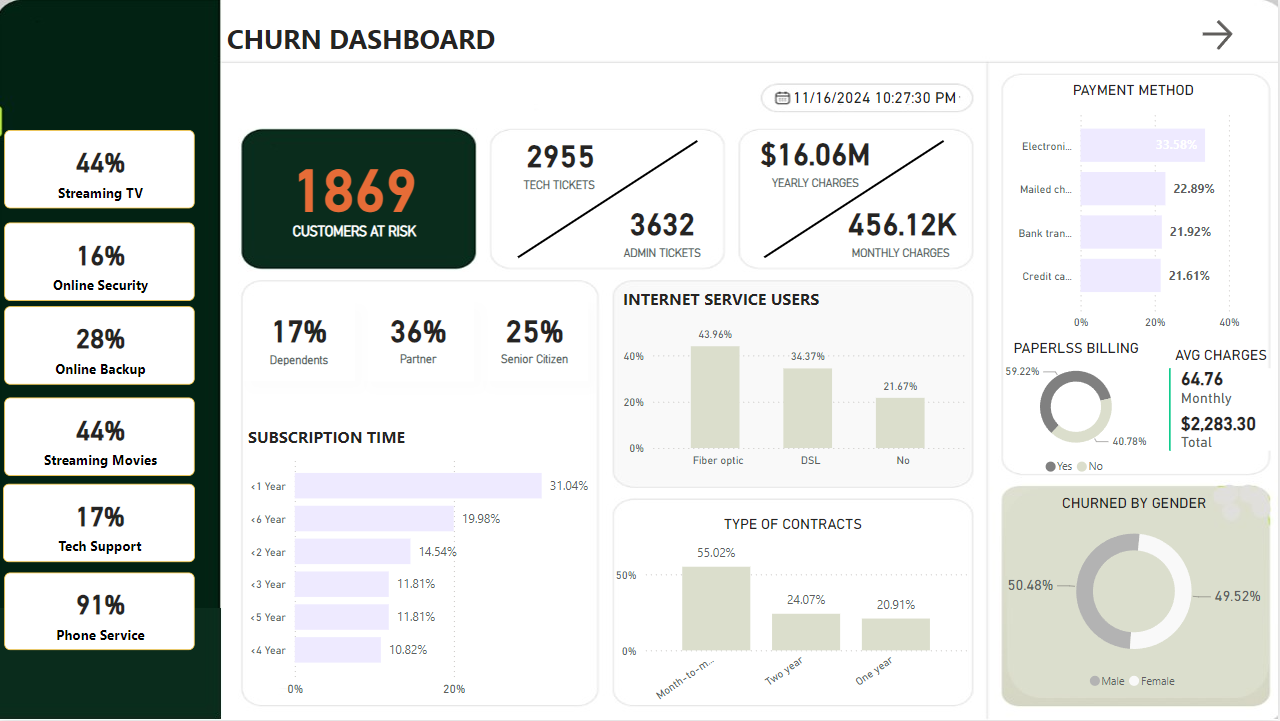 CHURN DASHBOARD
11/16/2024 10:27:30 PM
44%
Streaming TV
16%
Online Security
28%
Online Backup
44%
Streaming Movies
17%
Tech Support
91%
Phone Service
1869
CUSTOMERS AT RISK
2955
TECH TICKETS
3632
ADMIN TICKETS
$16.06M
YEARLY CHARGES
456.12K
MONTHLY CHARGES
17%
Dependents
36%
Partner
25%
Senior Citizen
SUBSCRIPTION TIME
<1 Year 31.04%
<6 Year 19.98%
<2 Year 14.54%
<3 Year 11.81%
<5 Year 11.81%
<4 Year 10.82%
0% 20%
INTERNET SERVICE USERS
40%
20%
0%
43.96%
34.37%
21.67%
Fiber optic DSL No
TYPE OF CONTRACTS
50%
0%
55.02%
24.07%
20.91%
Month-to-m... Two year One year
PAYMENT METHOD
Electroni... 33.58%
Mailed ch... 22.89%
Bank tran... 21.92%
Credit ca... 21.61%
0% 20% 40%
PAPERLSS BILLING
59.22%
40.78%
Yes No
AVG CHARGES
64.76
Monthly
$2,283.30
Total
CHURNED BY GENDER
50.48%
49.52%
Male Female